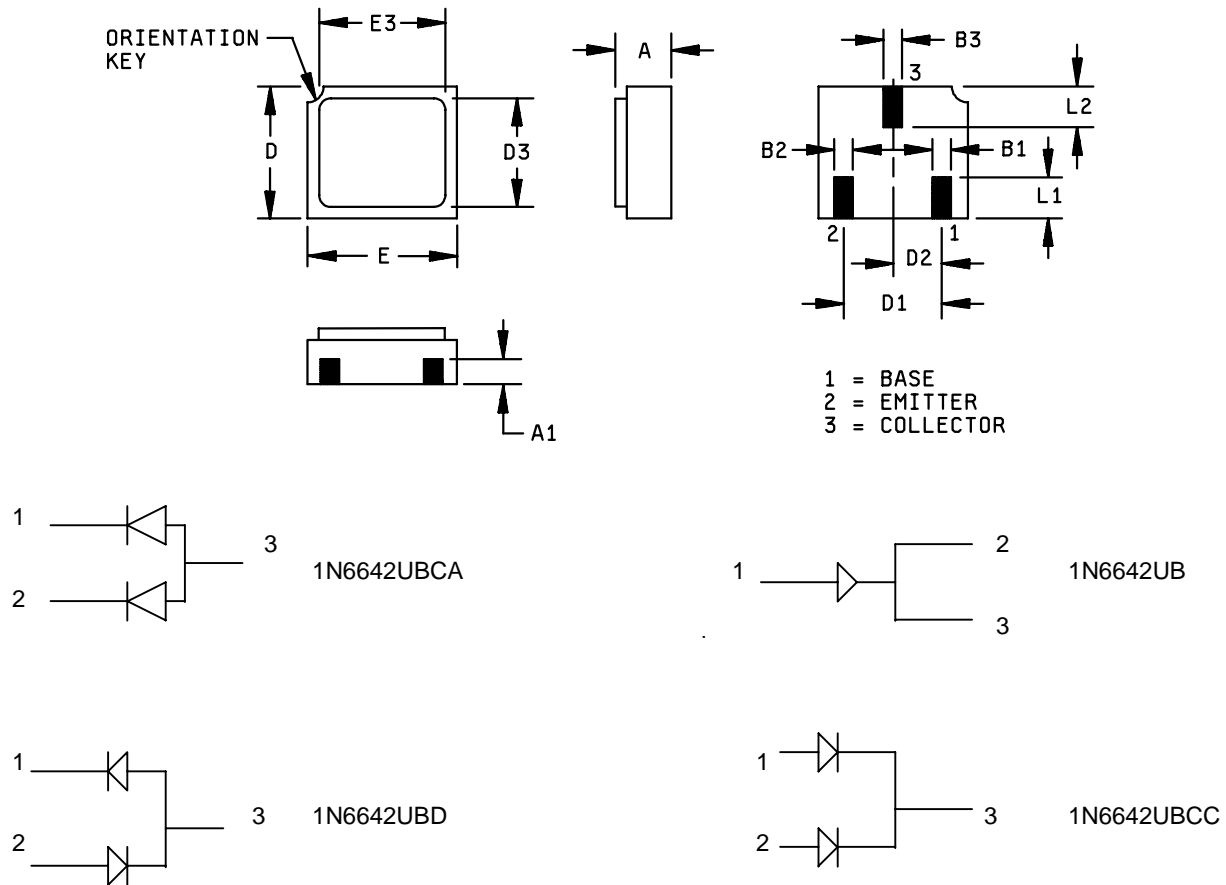 ORIENTATION
KEY
E3
A
B3
3
D
D3
L2
B2
B1
L1
2
1
E
D2
D1
A1
1 = BASE
2 = EMITTER
3 = COLLECTOR
1
3
2
1N6642UBCA
1
2
3
1N6642UB
1
3
2
1N6642UBD
1
3
2
1N6642UBCC